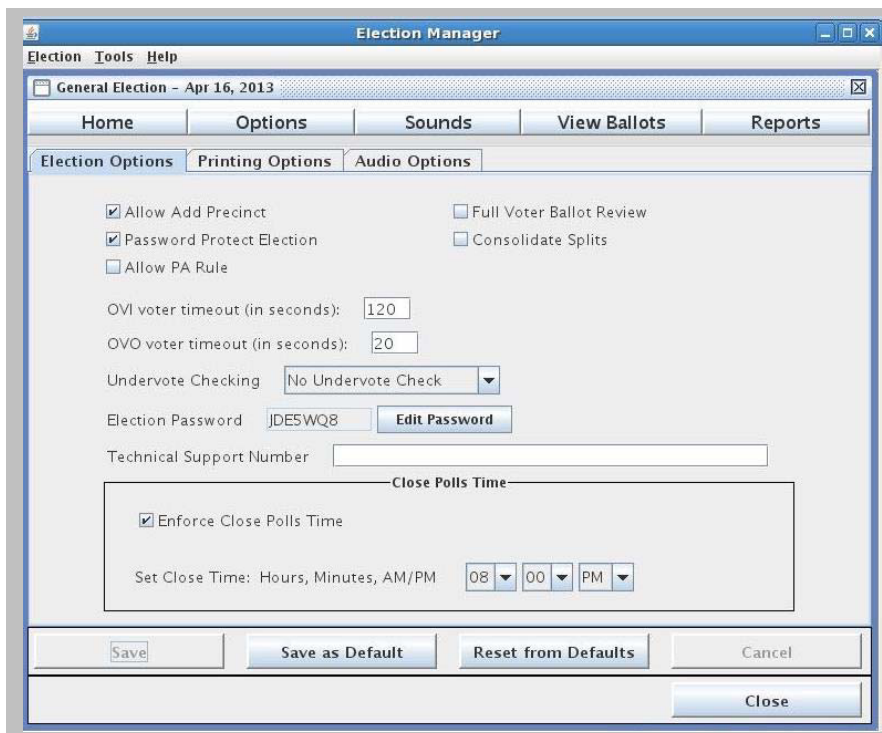 Election Manager
Election Tools Help
General Election - Apr 16, 2013
Home Options Sounds View Ballots Reports
Election Options Printing Options Audio Options
Allow Add Precinct Full Voter Ballot Review
Password Protect Election Consolidate Splits
Allow PA Rule
OVI voter timeout (in seconds): 120
OVO voter timeout (in seconds): 20
Undervote Checking No Undervote Check
Election Password JDE5WQ8 Edit Password
Technical Support Number
Close Polls Time
Enforce Close Polls Time
Set Close Time: Hours, Minutes, AM/PM 08 00 PM
Save Save as Default Reset from Defaults Cancel
Close